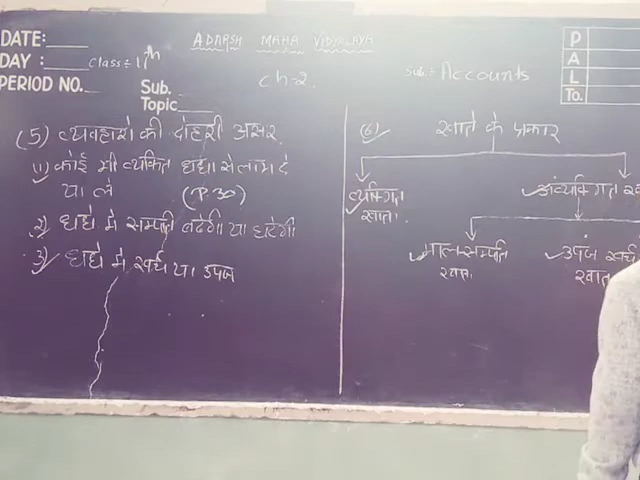 DATE:
DAY :
Class :- 11th
PERIOD NO.
ADARSH MAHA VIDYALAYA
Ch-2
Sub.
Topic
Sub :- Accounts
P
A
L
To.
(5) व्यवहारो की दोहरी असर
(1) कोई भी व्यकित धंधा से लाभ दे
या ले (P.30)
2) धंधे मे सम्पति बढेगी या घटेगी
3) धंधे मे खर्च या उपज
(6) खाते के प्रकार
व्यकिगत
खाता
अव्यकिगत
माल सम्पति
उपज खर्च
खात